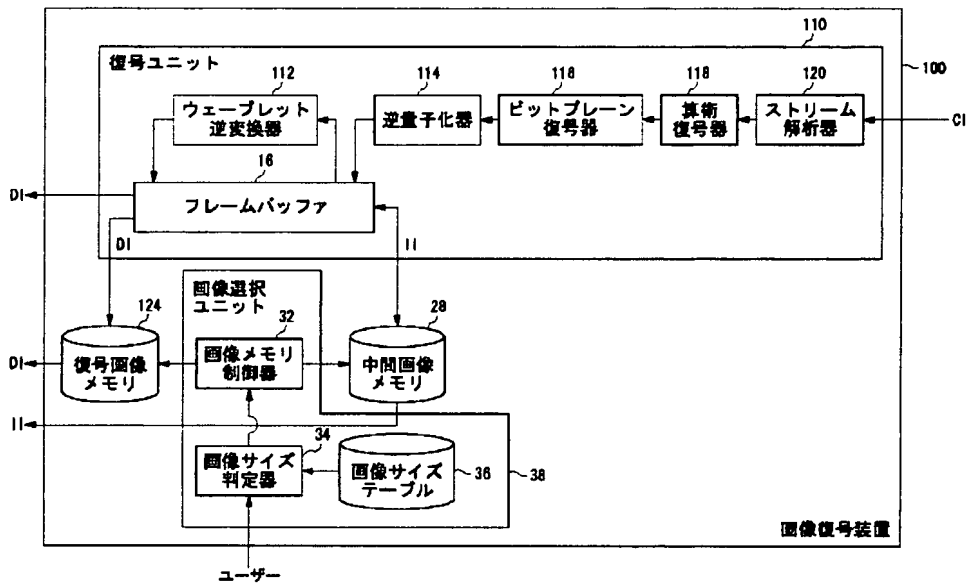 110
復号ユニット
100
112
114
116
118
120
ウェーブレット
逆変換器
逆量子化器
ビットプレーン
復号器
算術
復号器
ストリーム
解析器
CI
16
DI
フレームバッファ
DI
II
画像選択
ユニット
124
32
28
DI
復号画像
メモリ
画像メモリ
制御器
中間画像
メモリ
II
34
画像サイズ
判定器
画像サイズ
テーブル
36
38
画像復号装置
ユーザー